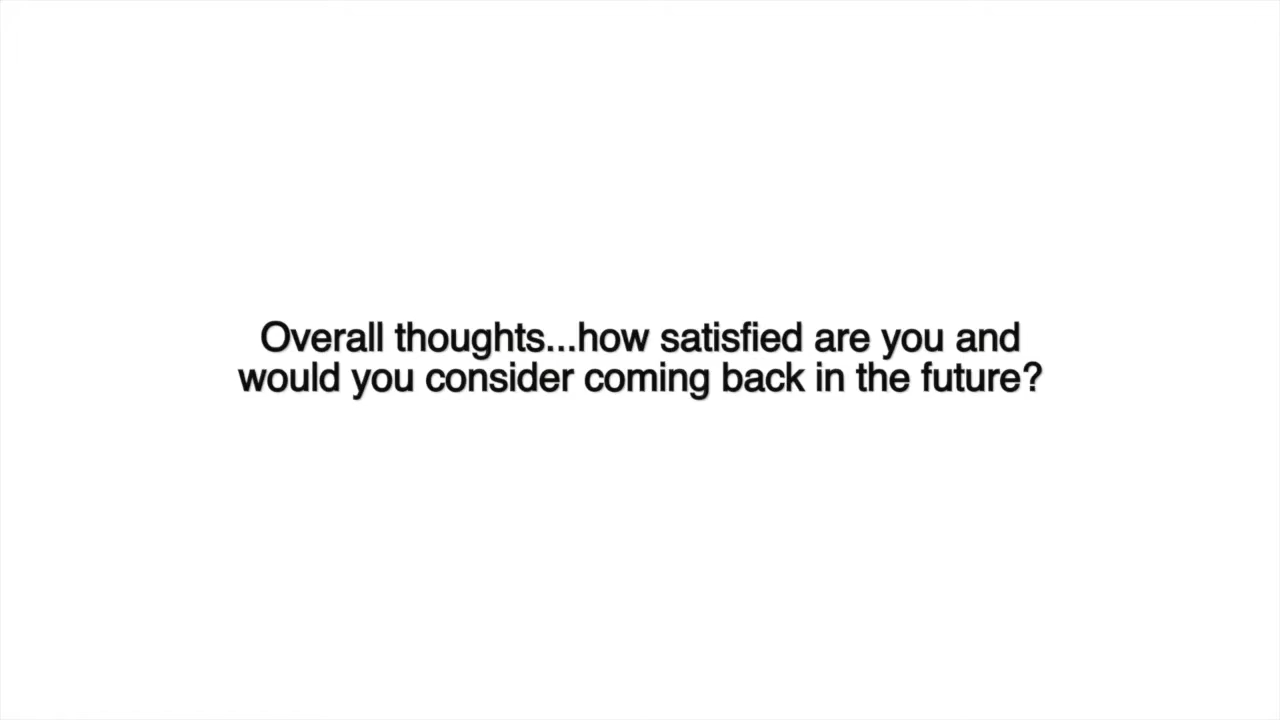 Overall thoughts...how satisfied are you and
would you consider coming back in the future?